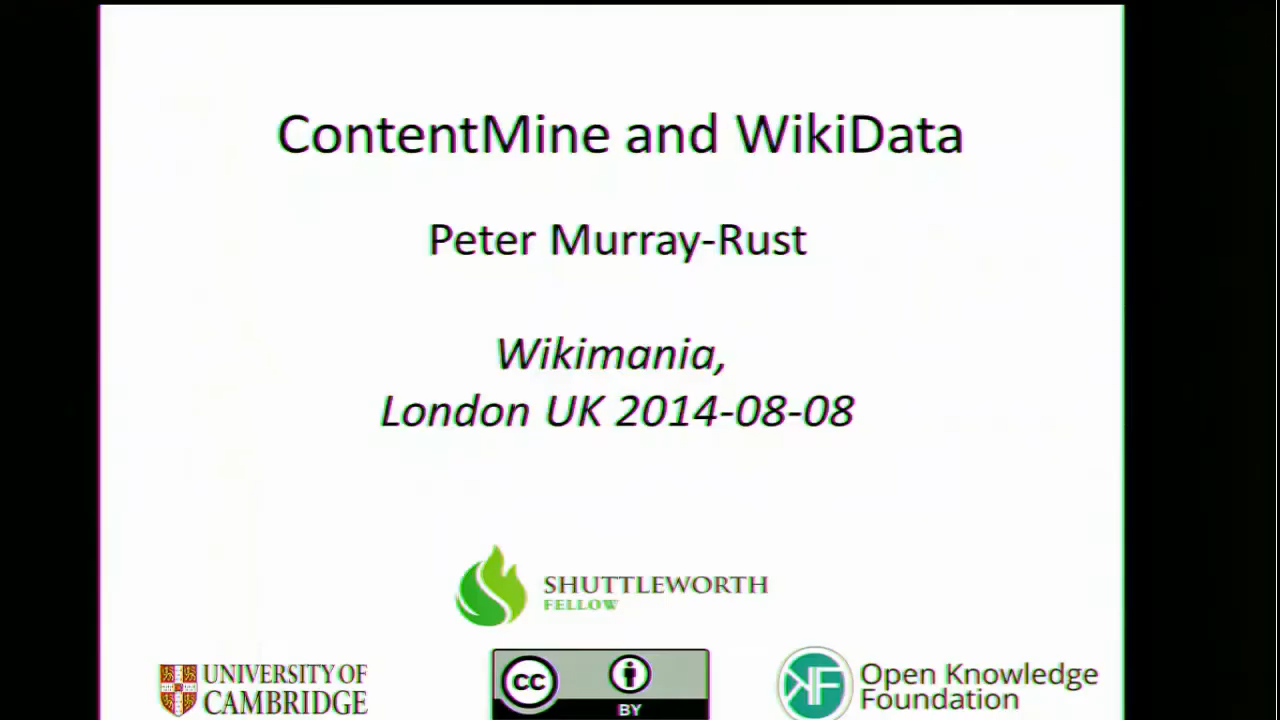 ContentMine and WikiData
Peter Murray-Rust
Wikimania,
London UK 2014-08-08
SHUTTLEWORTH
FELLOW
UNIVERSITY OF
CAMBRIDGE
cc
BY
KF
Open Knowledge
Foundation